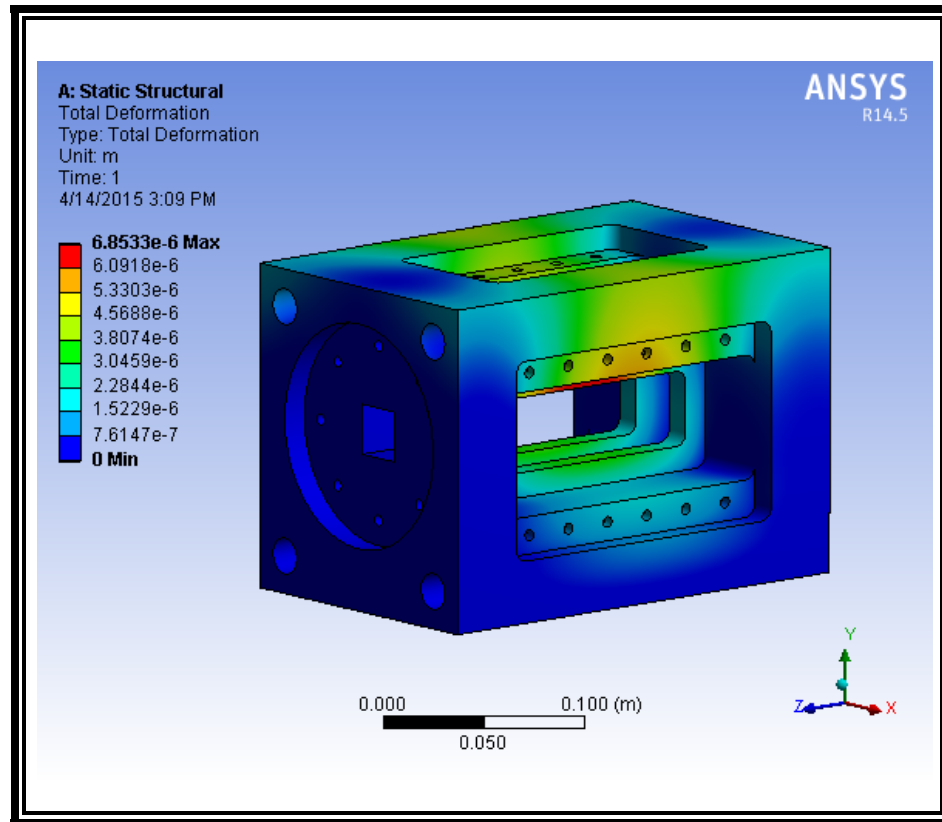 A: Static Structural
Total Deformation
Type: Total Deformation
Unit: m
Time: 1
4/14/2015 3:09 PM
ANSYS
R14.5
6.8533e-6 Max
6.0918e-6
5.3303e-6
4.5688e-6
3.8074e-6
3.0459e-6
2.2844e-6
1.5229e-6
7.6147e-7
0 Min
0.000
0.100 (m)
0.050
Y
Z
X